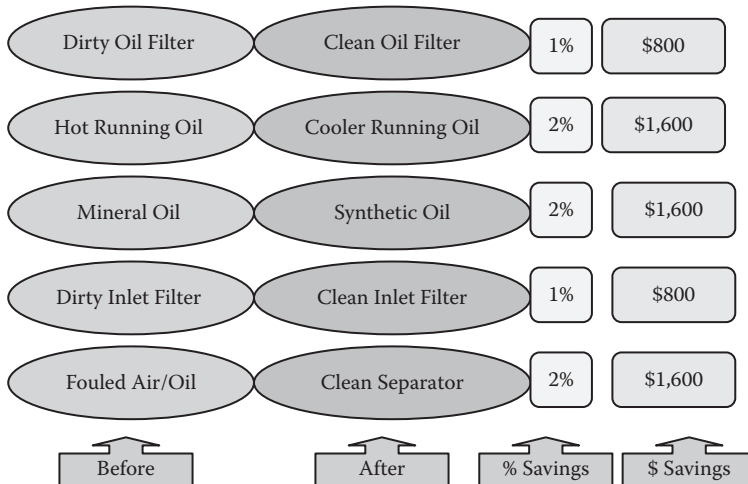 Dirty Oil Filter Clean Oil Filter 1% $800
Hot Running Oil Cooler Running Oil 2% $1,600
Mineral Oil Synthetic Oil 2% $1,600
Dirty Inlet Filter Clean Inlet Filter 1% $800
Fouled Air/Oil Clean Separator 2% $1,600
Before After % Savings $ Savings